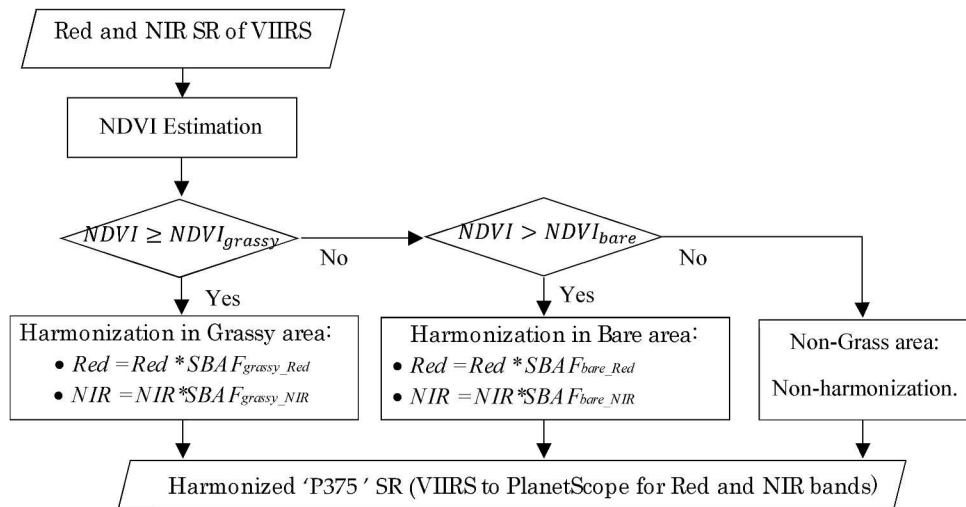 Red and NIR SR of VIIRS
NDVI Estimation
NDVI ≥ NDVI_grassy
No
NDVI > NDVI_bare
No
Yes
Yes
Harmonization in Grassy area:
• Red =Red * SBAF_grassy_Red
• NIR =NIR*SBAF_grassy_NIR
Harmonization in Bare area:
• Red =Red * SBAF_bare_Red
• NIR =NIR*SBAF_bare_NIR
Non-Grass area:
Non-harmonization.
Harmonized ‘P375’ SR (VIIRS to PlanetScope for Red and NIR bands)